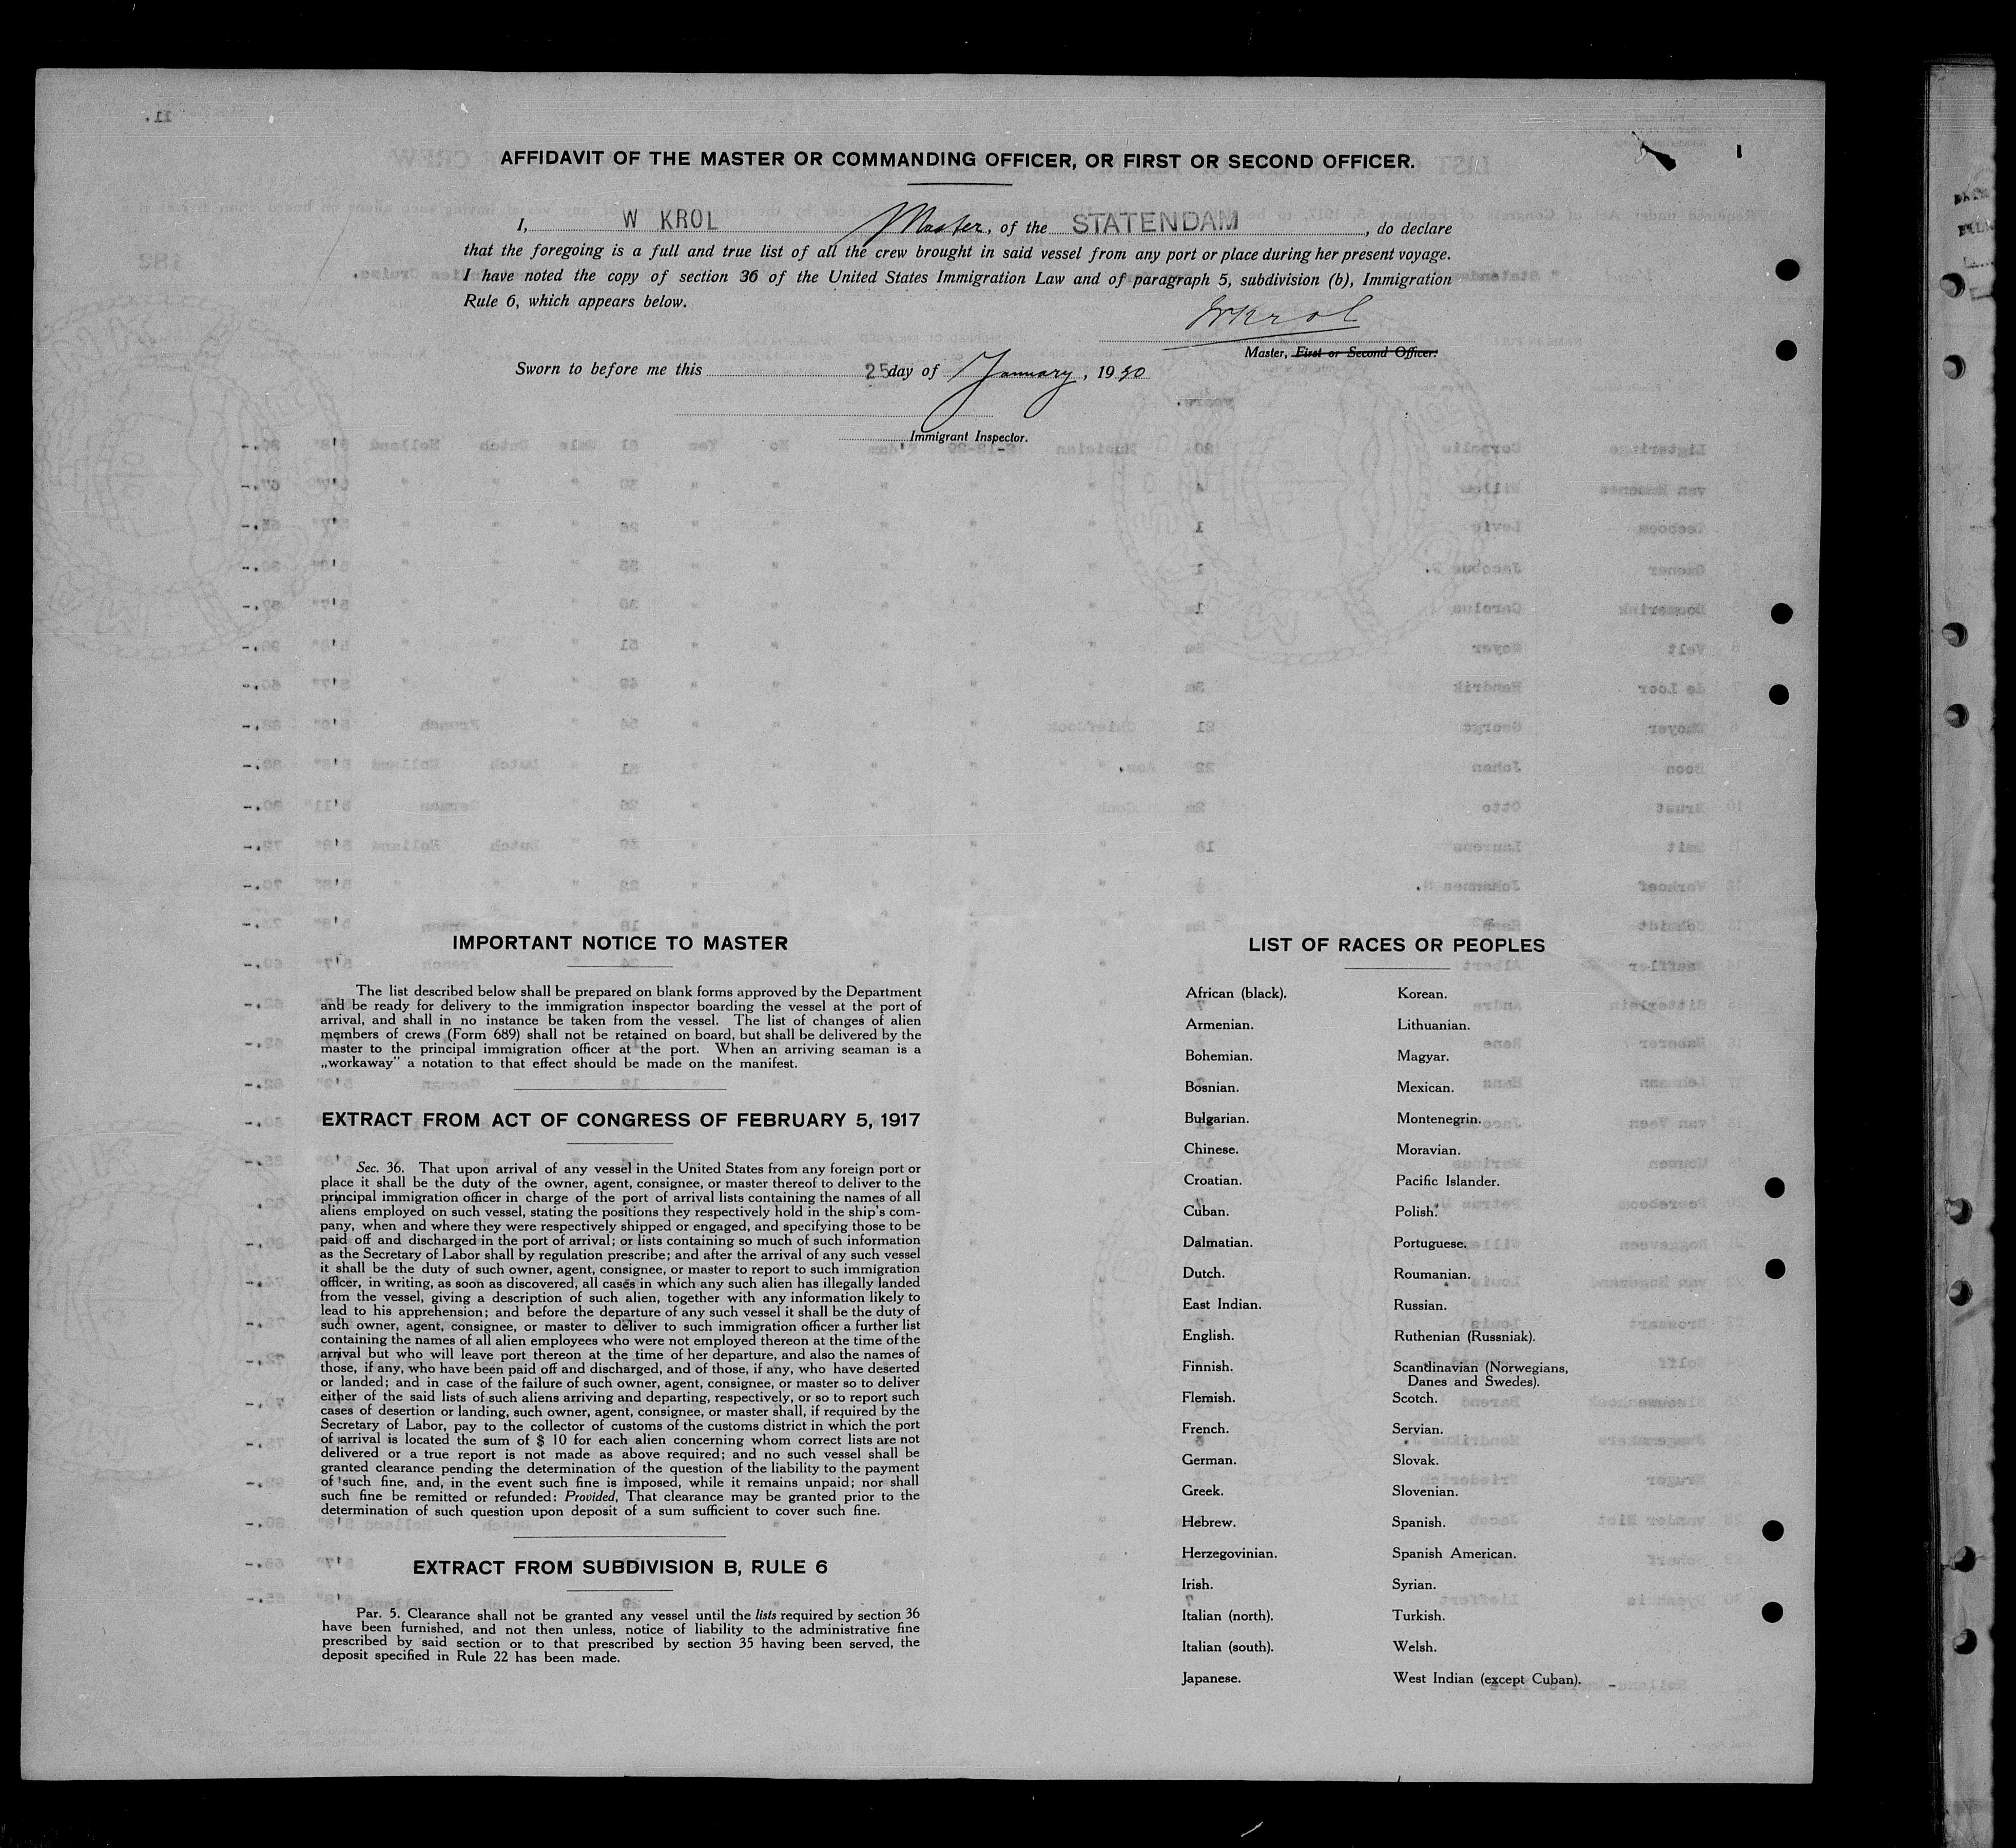 AFFIDAVIT OF THE MASTER OR COMMANDING OFFICER, OR FIRST OR SECOND OFFICER.
I, W KROL Master, of the STATENDAM, do declare
that the foregoing is a full and true list of all the crew brought in said vessel from any port or place during her present voyage.
I have noted the copy of section 36 of the United States Immigration Law and of paragraph 5, subdivision (b), Immigration
Rule 6, which appears below.
WKrol
Master, First or Second Officer.
Sworn to before me this 25 day of January, 1930
Immigrant Inspector.
IMPORTANT NOTICE TO MASTER
The list described below shall be prepared on blank forms approved by the Department
and be ready for delivery to the immigration inspector boarding the vessel at the port of
arrival, and shall in no instance be taken from the vessel. The list of changes of alien
members of crews (Form 689) shall not be retained on board, but shall be delivered by the
master to the principal immigration officer at the port. When an arriving seaman is a
„workaway" a notation to that effect should be made on the manifest.
EXTRACT FROM ACT OF CONGRESS OF FEBRUARY 5, 1917
Sec. 36. That upon arrival of any vessel in the United States from any foreign port or
place it shall be the duty of the owner, agent, consignee, or master thereof to deliver to the
principal immigration officer in charge of the port of arrival lists containing the names of all
aliens employed on such vessel, stating the positions they respectively hold in the ship's com-
pany, when and where they were respectively shipped or engaged, and specifying those to be
paid off and discharged in the port of arrival; or lists containing so much of such information
as the Secretary of Labor shall by regulation prescribe; and after the arrival of any such vessel
it shall be the duty of such owner, agent, consignee, or master to report to such immigration
officer, in writing, as soon as discovered, all cases in which any such alien has illegally landed
from the vessel, giving a description of such alien, together with any information likely to
lead to his apprehension; and before the departure of any such vessel it shall be the duty of
such owner, agent, consignee, or master to deliver to such immigration officer a further list
containing the names of all alien employees who were not employed thereon at the time of the
arrival but who will leave port thereon at the time of her departure, and also the names of
those, if any, who have been paid off and discharged, and of those, if any, who have deserted
or landed; and in case of the failure of such owner, agent, consignee, or master so to deliver
either of the said lists of such aliens arriving and departing, respectively, or so to report such
cases of desertion or landing, such owner, agent, consignee, or master shall, if required by the
Secretary of Labor, pay to the collector of customs of the customs district in which the port
of arrival is located the sum of $ 10 for each alien concerning whom correct lists are not
delivered or a true report is not made as above required; and no such vessel shall be
granted clearance pending the determination of the question of the liability to the payment
of such fine, and, in the event such fine is imposed, while it remains unpaid; nor shall
such fine be remitted or refunded: Provided, That clearance may be granted prior to the
determination of such question upon deposit of a sum sufficient to cover such fine.
EXTRACT FROM SUBDIVISION B, RULE 6
Par. 5. Clearance shall not be granted any vessel until the lists required by section 36
have been furnished, and not then unless, notice of liability to the administrative fine
prescribed by said section or to that prescribed by section 35 having been served, the
deposit specified in Rule 22 has been made.
LIST OF RACES OR PEOPLES
African (black).
Armenian.
Bohemian.
Bosnian.
Bulgarian.
Chinese.
Croatian.
Cuban.
Dalmatian.
Dutch.
East Indian.
English.
Finnish.
Flemish.
French.
German.
Greek.
Hebrew.
Herzegovinian.
Irish.
Italian (north).
Italian (south).
Japanese.
Korean.
Lithuanian.
Magyar.
Mexican.
Montenegrin.
Moravian.
Pacific Islander.
Polish.
Portuguese.
Roumanian.
Russian.
Ruthenian (Russniak).
Scandinavian (Norwegians,
Danes and Swedes).
Scotch.
Servian.
Slovak.
Slovenian.
Spanish.
Spanish American.
Syrian.
Turkish.
Welsh.
West Indian (except Cuban).